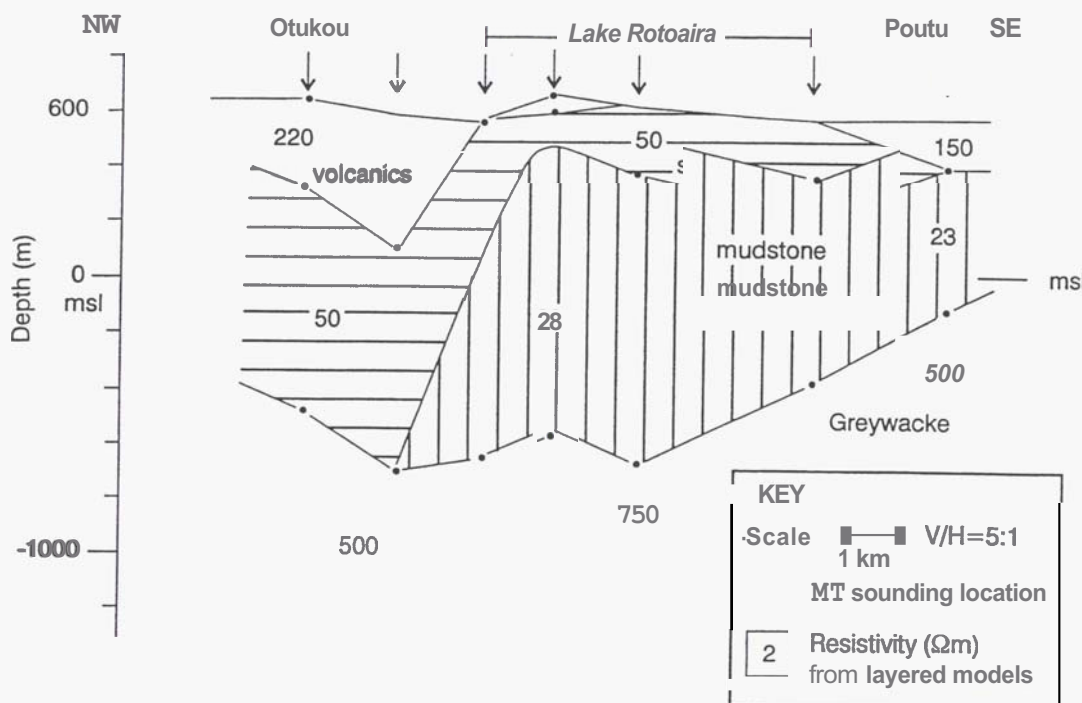 NW Otukou Lake Rotoaira Poutu SE
600
220
50
150
volcanics
s
23
mudstone
Depth (m)
0
msl
ms
mudstone
50
28
500
Greywacke
KEY
750
-1000
500
Scale V/H=5:1
1 km
MT sounding location
2 Resistivity (Ωm)
from layered models